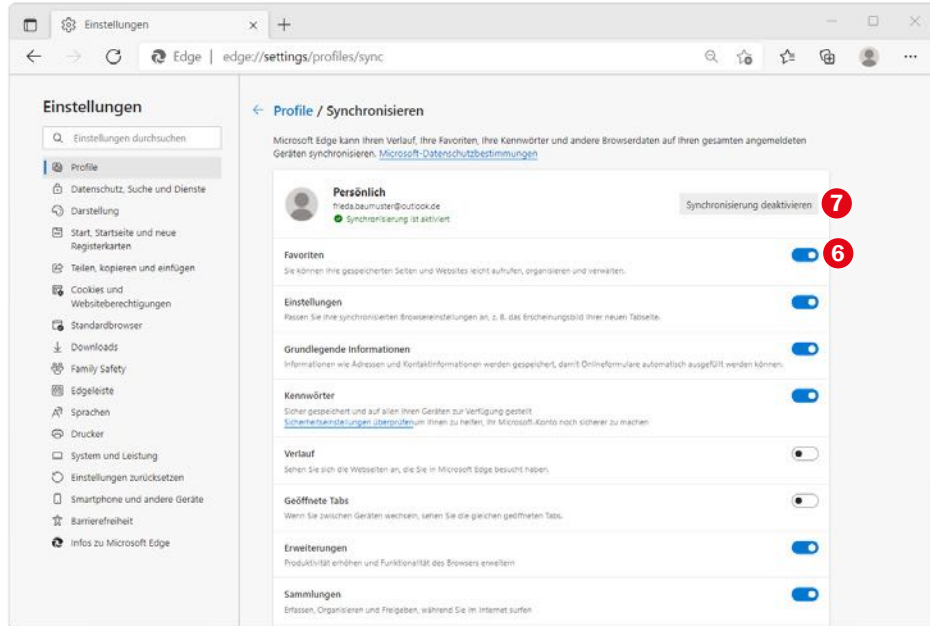 Einstellungen
Edge | edge://settings/profiles/sync
Einstellungen
Einstellungen durchsuchen
Profile
Datenschutz, Suche und Dienste
Darstellung
Start, Startseite und neue
Registerkarten
Teilen, kopieren und einfügen
Cookies und
Websiteberechtigungen
Standardbrowser
Downloads
Family Safety
Edgeleiste
Sprachen
Drucker
System und Leistung
Einstellungen zurücksetzen
Smartphone und andere Geräte
Barrierefreiheit
Infos zu Microsoft Edge
Profile / Synchronisieren
Microsoft Edge kann Ihren Verlauf, Ihre Favoriten, Ihre Kennwörter und andere Browserdaten auf Ihren gesamten angemeldeten
Geräten synchronisieren. Microsoft-Datenschutzbestimmungen
Persönlich
frieda.baumuster@outlook.de
Synchronisierung ist aktiviert
Synchronisierung deaktivieren
7
Favoriten
6
Sie können Ihre gespeicherten Seiten und Websites leicht aufrufen, organisieren und verwalten.
Einstellungen
Passen Sie Ihre synchronisierten Browsereinstellungen an, z. B. das Erscheinungsbild Ihrer neuen Tabseite.
Grundlegende Informationen
Informationen wie Adressen und Kontaktinformationen werden gespeichert, damit Onlineformulare automatisch ausgefüllt werden können.
Kennwörter
Sicher gespeichert und auf allen Ihren Geräten zur Verfügung gestellt
Sicherheitseinstellungen überprüfenum Ihnen zu helfen, Ihr Microsoft-Konto noch sicherer zu machen
Verlauf
Sehen Sie sich die Webseiten an, die Sie in Microsoft Edge besucht haben.
Geöffnete Tabs
Wenn Sie zwischen Geräten wechseln, sehen Sie die gleichen geöffneten Tabs.
Erweiterungen
Produktivität erhöhen und Funktionalität des Browsers erweitern
Sammlungen
Erfassen, Organisieren und Freigeben, während Sie im Internet surfen